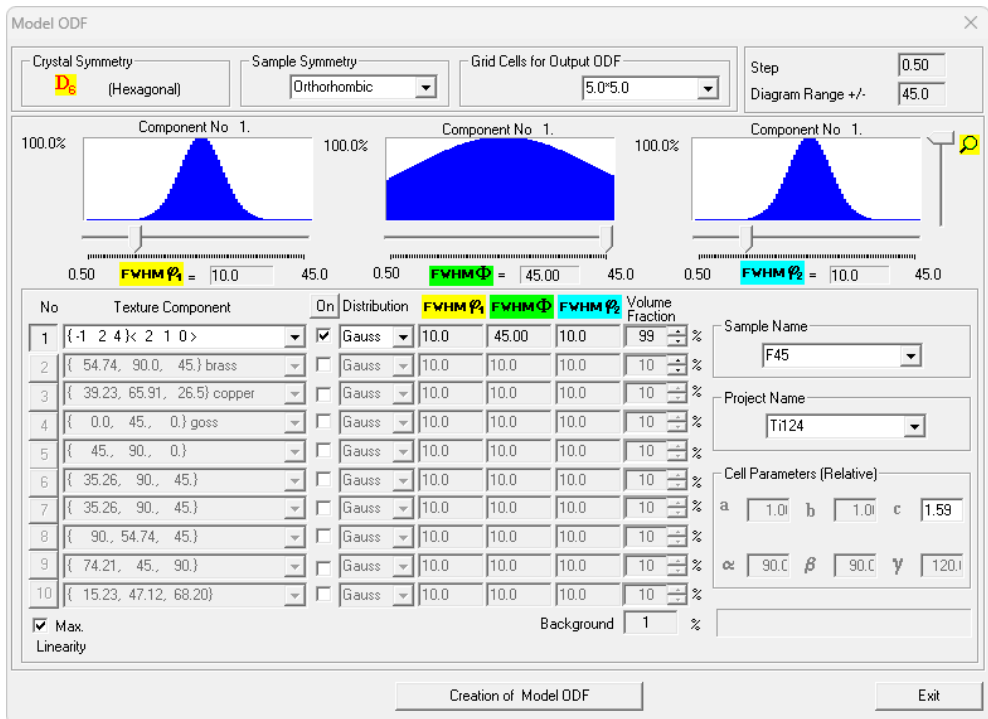 Model ODF
Crystal Symmetry
D6 (Hexagonal)
Sample Symmetry
Orthorhombic
Grid Cells for Output ODF
5.0*5.0
Step 0.50
Diagram Range +/- 45.0
Component No 1.
100.0%
0.50 FWHM φ1 = 10.0 45.0
Component No 1.
100.0%
0.50 FWHM Φ = 45.00 45.0
Component No 1.
100.0%
0.50 FWHM φ2 = 10.0 45.0
No Texture Component On Distribution FWHM φ1 FWHM Φ FWHM φ2 Volume Fraction
1 {-1 2 4}< 2 1 0> Gauss 10.0 45.00 10.0 99 %
2 { 54.74, 90.0, 45.} brass Gauss 10.0 10.0 10.0 10 %
3 { 39.23, 65.91, 26.5} copper Gauss 10.0 10.0 10.0 10 %
4 { 0.0, 45., 0.} goss Gauss 10.0 10.0 10.0 10 %
5 { 45., 90., 0.} Gauss 10.0 10.0 10.0 10 %
6 { 35.26, 90., 45.} Gauss 10.0 10.0 10.0 10 %
7 { 35.26, 90., 45.} Gauss 10.0 10.0 10.0 10 %
8 { 90., 54.74, 45.} Gauss 10.0 10.0 10.0 10 %
9 { 74.21, 45., 90.} Gauss 10.0 10.0 10.0 10 %
10 { 15.23, 47.12, 68.20} Gauss 10.0 10.0 10.0 10 %
Max.
Linearity
Background 1 %
Sample Name
F45
Project Name
Ti124
Cell Parameters (Relative)
a 1.0 b 1.0 c 1.59
α 90.0 β 90.0 γ 120.
Creation of Model ODF
Exit